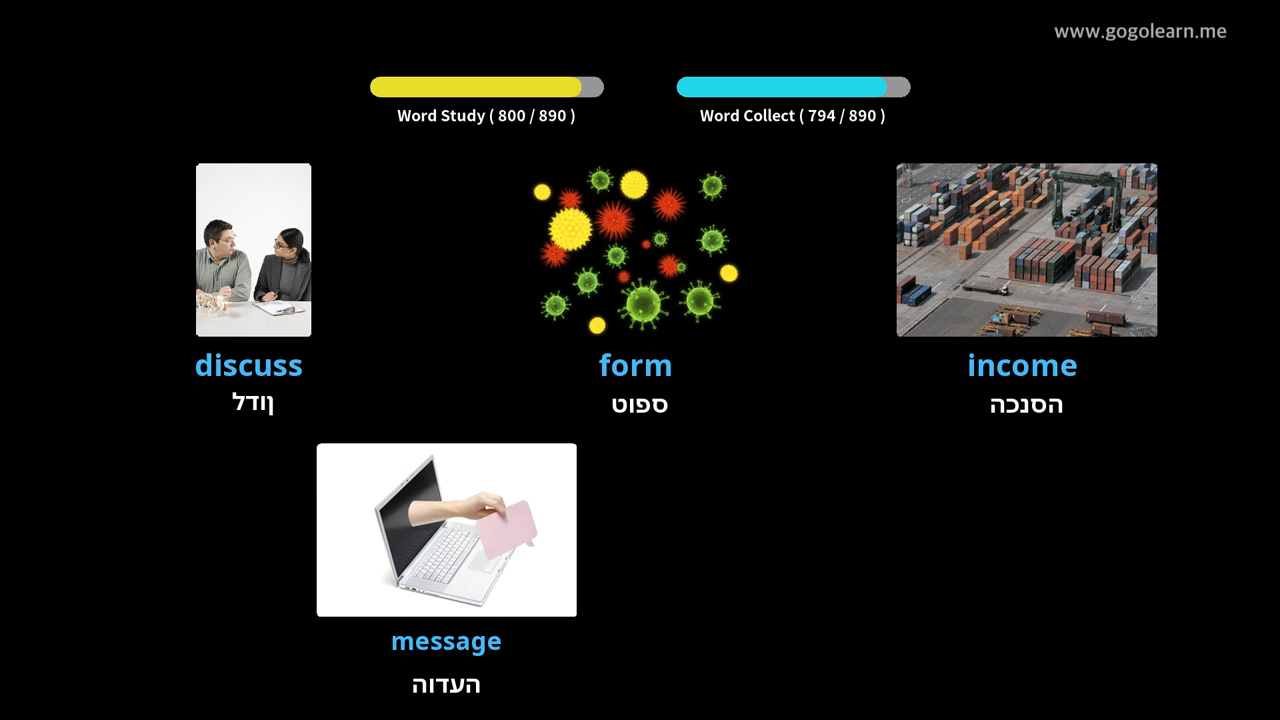 www.gogolearn.me
Word Study ( 800 / 890 )
Word Collect ( 794 / 890 )
discuss
ןודל
form
ספוט
income
הסנכה
message
העדוה